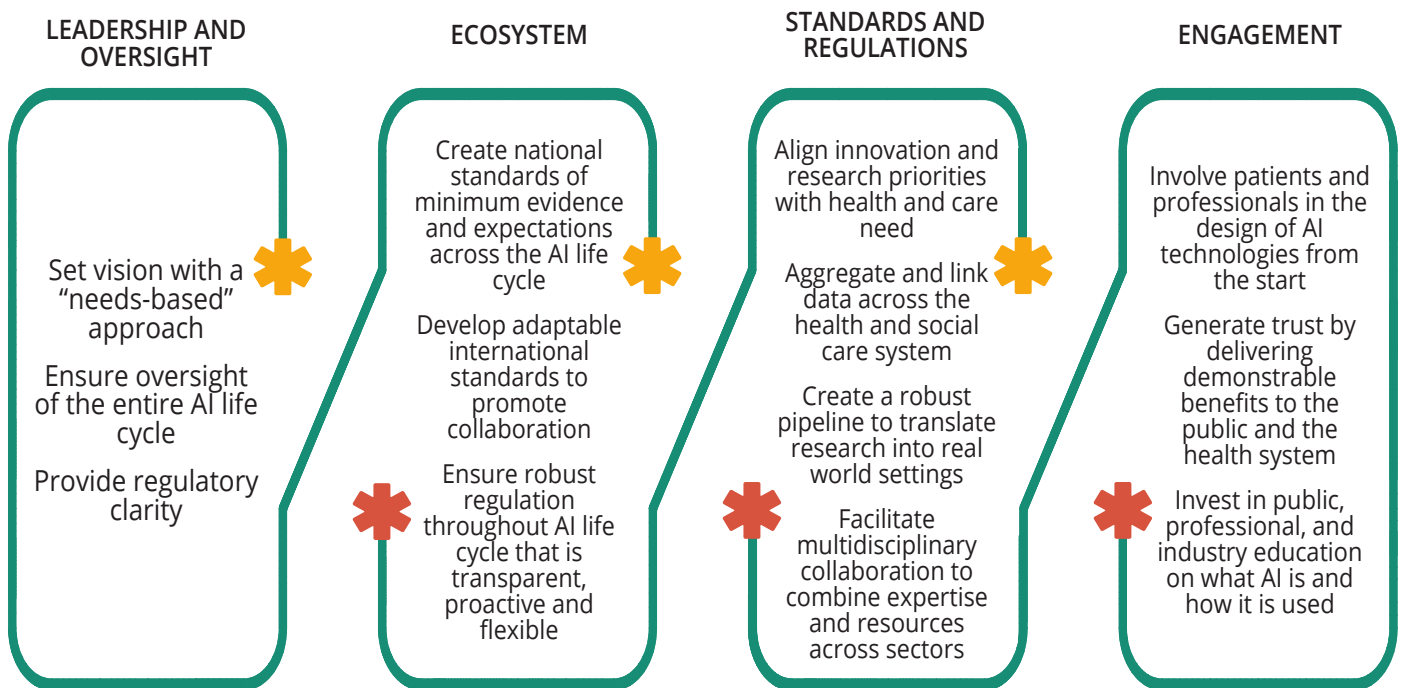 LEADERSHIP AND
OVERSIGHT
Set vision with a
“needs-based”
approach
Ensure oversight
of the entire AI life
cycle
Provide regulatory
clarity
ECOSYSTEM
Create national
standards of
minimum evidence
and expectations
across the AI life
cycle
Develop adaptable
international
standards to
promote
collaboration
Ensure robust
regulation
throughout AI life
cycle that is
transparent,
proactive and
flexible
STANDARDS AND
REGULATIONS
Align innovation and
research priorities
with health and care
need
Aggregate and link
data across the
health and social
care system
Create a robust
pipeline to translate
research into real
world settings
Facilitate
multidisciplinary
collaboration to
combine expertise
and resources
across sectors
ENGAGEMENT
Involve patients and
professionals in the
design of AI
technologies from
the start
Generate trust by
delivering
demonstrable
benefits to the
public and the
health system
Invest in public,
professional, and
industry education
on what AI is and
how it is used